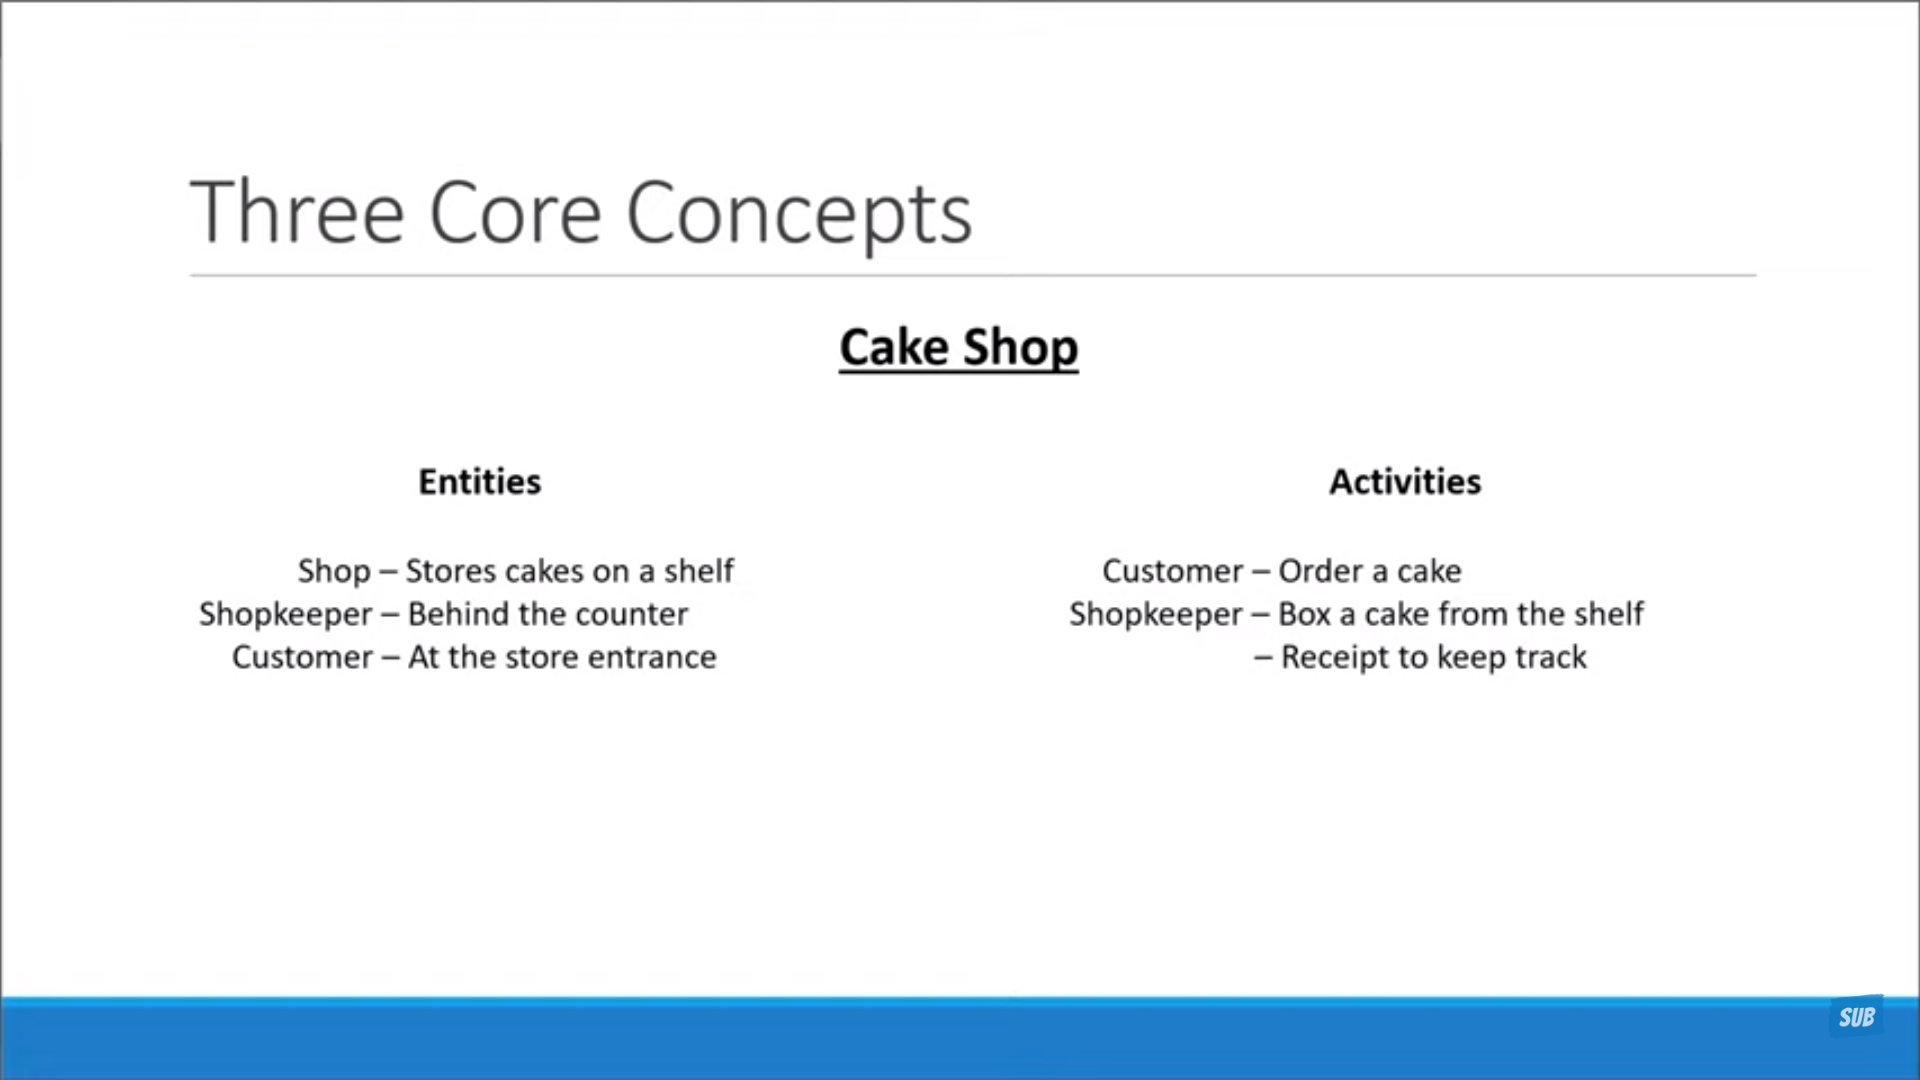 Three Core Concepts
Cake Shop
Entities
Shop – Stores cakes on a shelf
Shopkeeper – Behind the counter
Customer – At the store entrance
Activities
Customer – Order a cake
Shopkeeper – Box a cake from the shelf
– Receipt to keep track
SUB